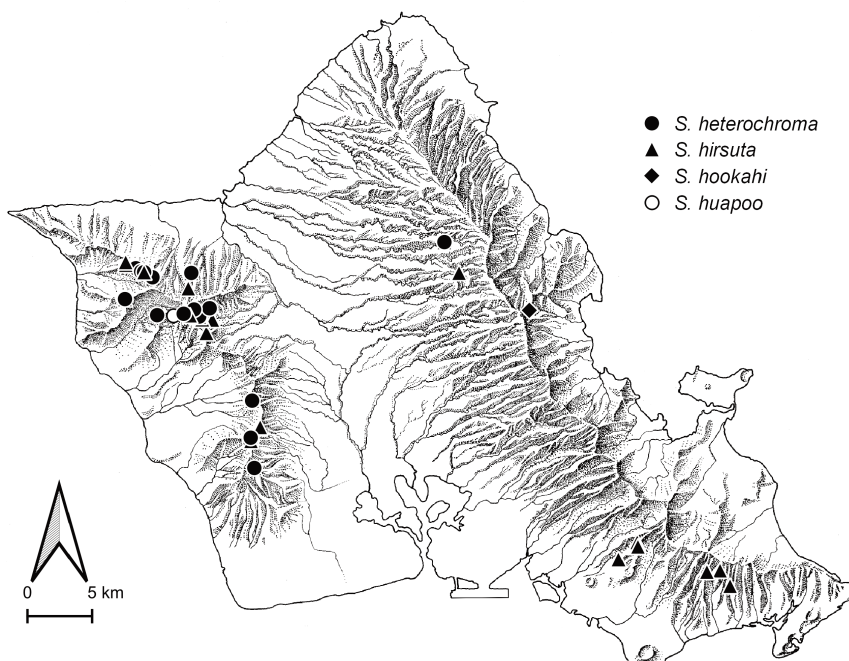 S. heterochroma
S. hirsuta
S. hookahi
S. huapoo
0 5 km